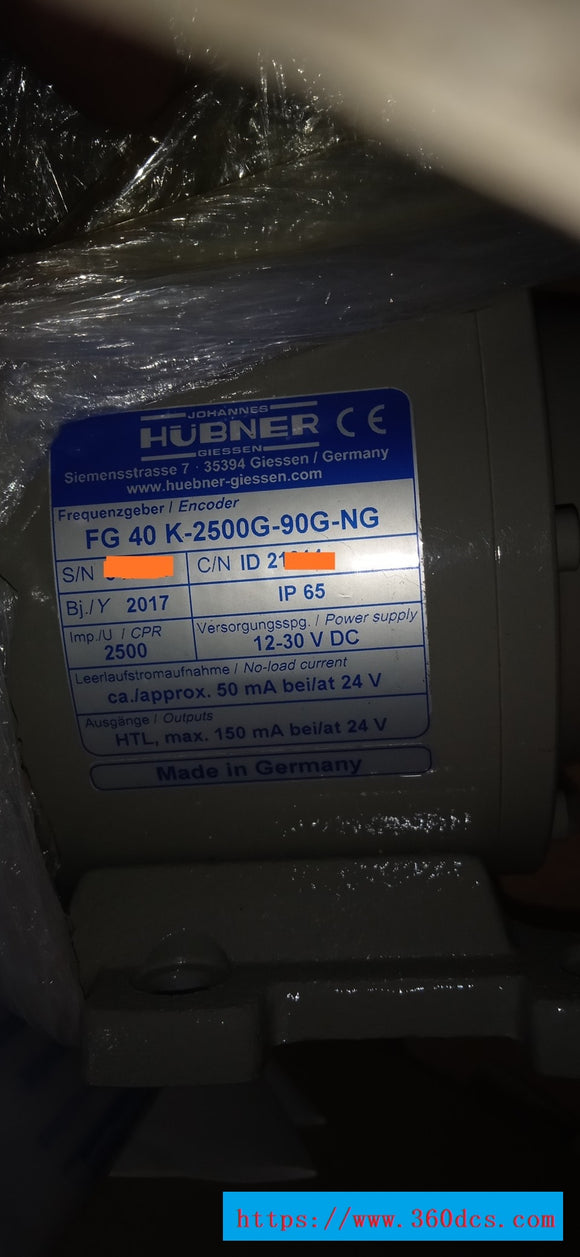 JOHANNES
HÜBNER
GIESSEN
CE
Siemensstrasse 7 · 35394 Giessen / Germany
www.huebner-giessen.com
Frequenzgeber / Encoder
FG 40 K-2500G-90G-NG
S/N
C/N ID 21
Bj./Y 2017
IP 65
Imp./U / CPR
2500
Versorgungsspg. / Power supply
12-30 V DC
Leerlaufstromaufnahme / No-load current
ca./approx. 50 mA bei/at 24 V
Ausgänge / Outputs
HTL, max. 150 mA bei/at 24 V
Made in Germany
https://www.360dcs.com